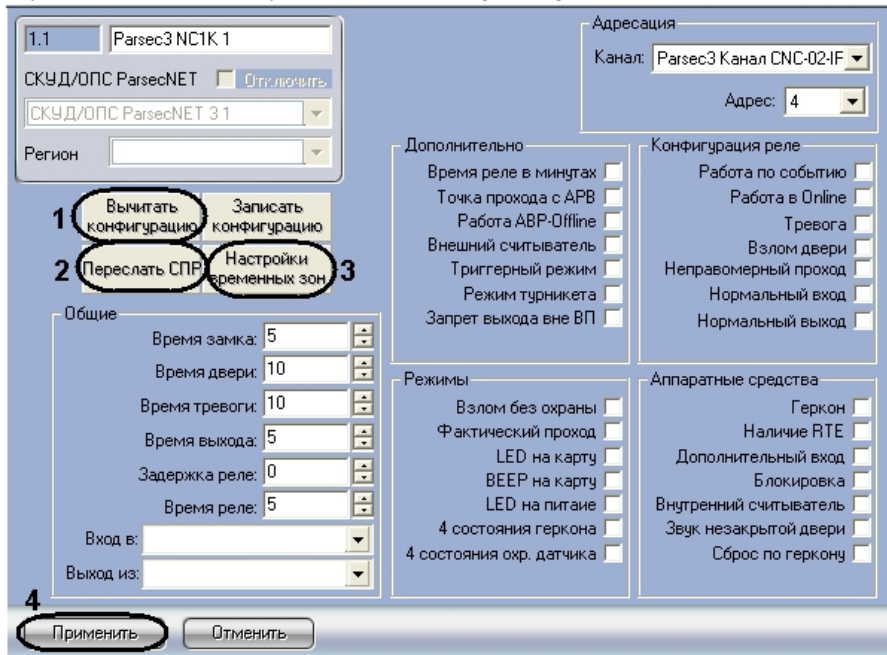 1.1 Parsec3 NC1K 1
СКУД/ОПС ParsecNET Отключить
СКУД/ОПС ParsecNET 3 1
Регион
Адресация
Канал: Parsec3 Канал CNC-02-IF
Адрес: 4
1 Вычитать конфигурацию
Записать конфигурацию
2 Переслать СПР
Настройки временных зон 3
Общие
Время замка: 5
Время двери: 10
Время тревоги: 10
Время выхода: 5
Задержка реле: 0
Время реле: 5
Вход в:
Выход из:
Дополнительно
Время реле в минутах
Точка прохода с APB
Работа ABP-Offline
Внешний считыватель
Триггерный режим
Режим турникета
Запрет выхода вне ВП
Конфигурация реле
Работа по событию
Работа в Online
Тревога
Взлом двери
Неправомерный проход
Нормальный вход
Нормальный выход
Режимы
Взлом без охраны
Фактический проход
LED на карту
BEEP на карту
LED на питаие
4 состояния геркона
4 состояния охр. датчика
Аппаратные средства
Геркон
Наличие RTE
Дополнительный вход
Блокировка
Внутренний считыватель
Звук незакрытой двери
Сброс по геркону
4
Применить
Отменить